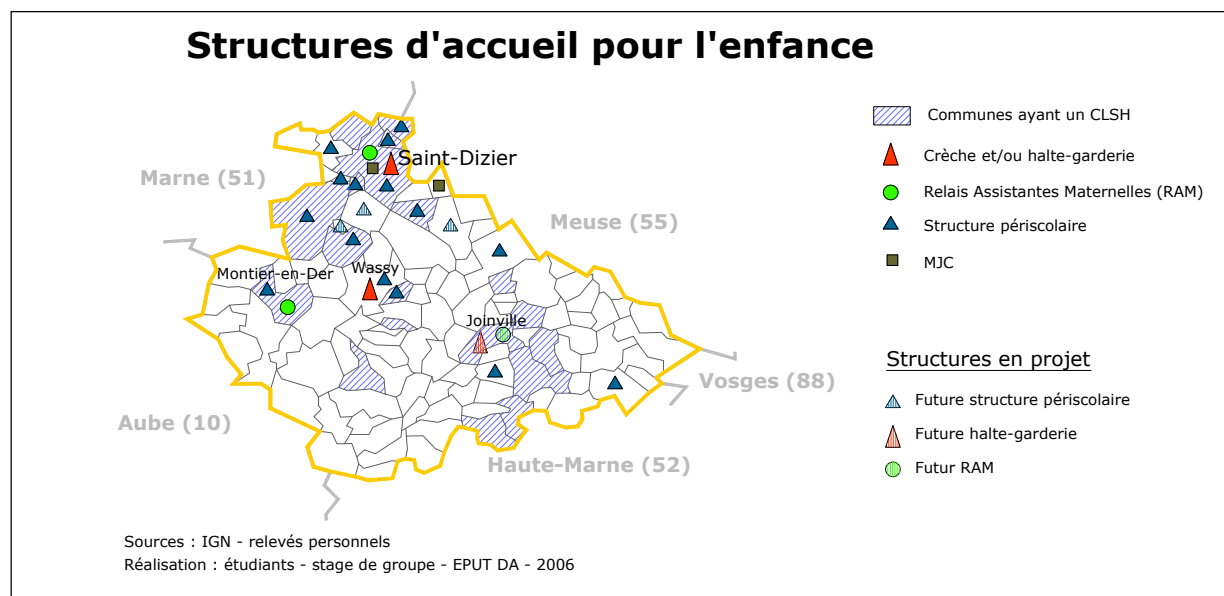 Structures d'accueil pour l'enfance
Saint-Dizier
Marne (51)
Meuse (55)
Montier-en-Der
Wassy
Joinville
Vosges (88)
Aube (10)
Haute-Marne (52)
Communes ayant un CLSH
Crèche et/ou halte-garderie
Relais Assistantes Maternelles (RAM)
Structure périscolaire
MJC
Structures en projet
Future structure périscolaire
Future halte-garderie
Futur RAM
Sources : IGN - relevés personnels
Réalisation : étudiants - stage de groupe - EPUT DA - 2006